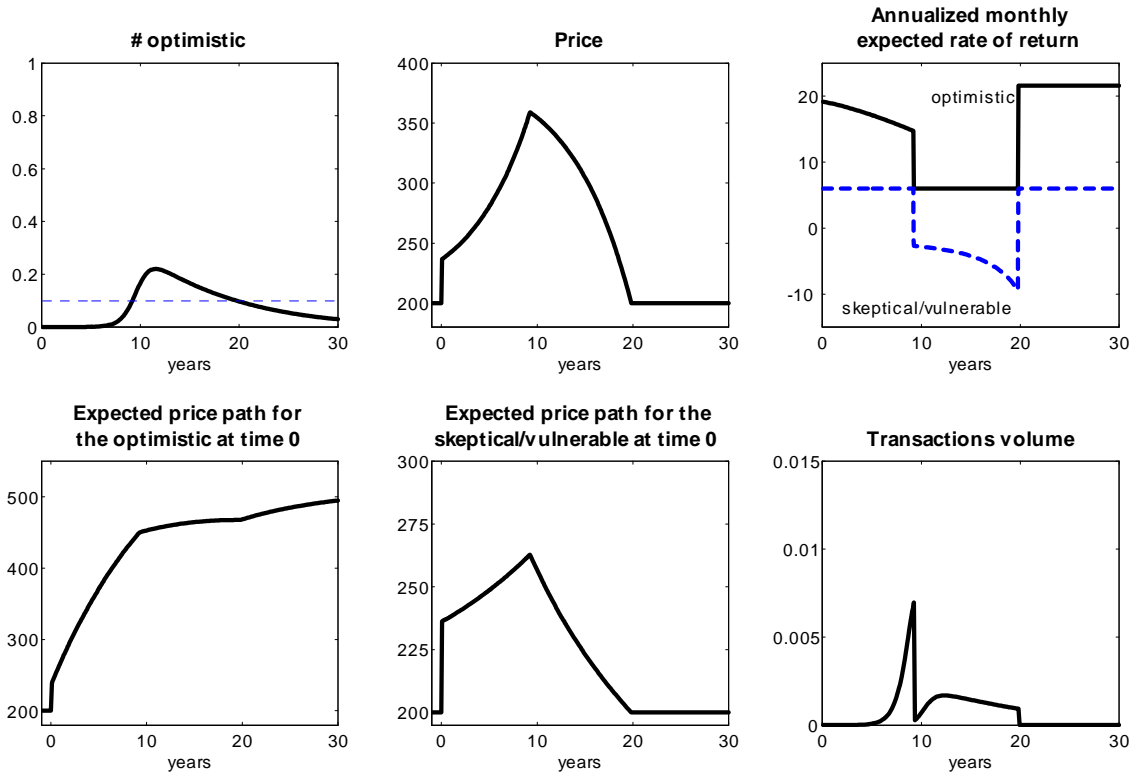 # optimistic
1
0.8
0.6
0.4
0.2
0
0 10 20 30
years
Price
400
350
300
250
200
0 10 20 30
years
Annualized monthly
expected rate of return
20
10
0
-10
optimistic
skeptical/vulnerable
0 10 20 30
years
Expected price path for
the optimistic at time 0
500
400
300
200
0 10 20 30
years
Expected price path for the
skeptical/vulnerable at time 0
300
275
250
225
200
0 10 20 30
years
Transactions volume
0.015
0.01
0.005
0
0 10 20 30
years